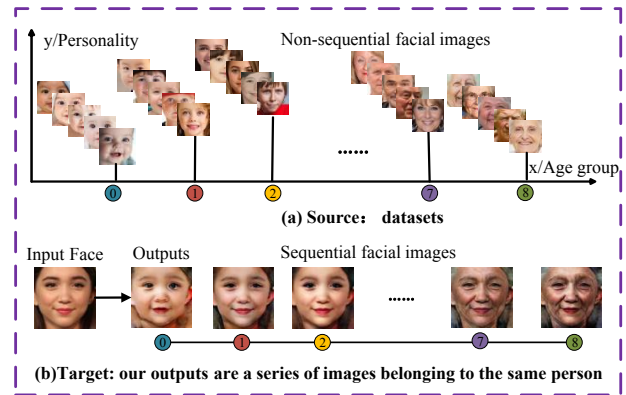 y/Personality
Non-sequential facial images
......
x/Age group
0 1 2 7 8
(a) Source: datasets
Input Face Outputs Sequential facial images
......
0 1 2 7 8
(b)Target: our outputs are a series of images belonging to the same person